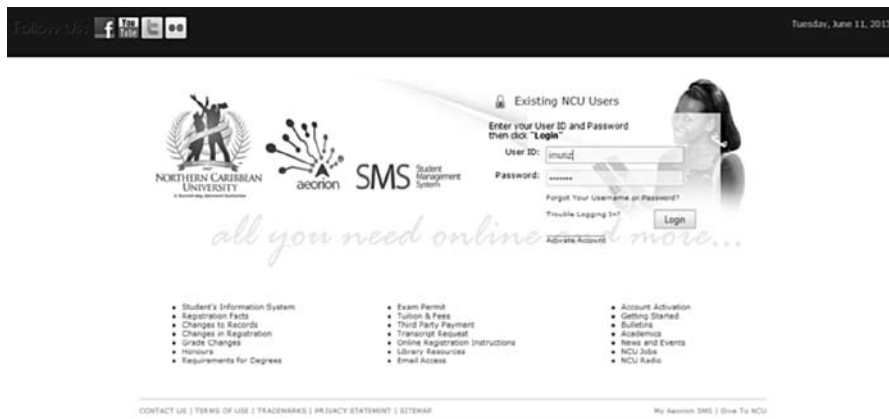 Follow Us:
You Tube
Tuesday, June 11, 2013
Existing NCU Users
Enter your User ID and Password
then click "Login"
User ID: imutiz
Password: •••••••
Forgot Your Username or Password?
Trouble Logging In?
Login
Activate Account
NORTHERN CARIBBEAN
UNIVERSITY
aeorion
SMS Student Management System
all you need online and more...
Student's Information System
Registration Facts
Changes to Records
Changes in Registration
Grade Changes
Honours
Requirements for Degrees
Exam Permit
Tuition & Fees
Third Party Payment
Transcript Request
Online Registration Instructions
Library Resources
Email Access
Account Activation
Getting Started
Bulletins
Academics
News and Events
NCU Jobs
NCU Radio
CONTACT US | TERMS OF USE | TRADEMARKS | PRIVACY STATEMENT | SITEMAP
My Aeorion SMS | Give To NCU